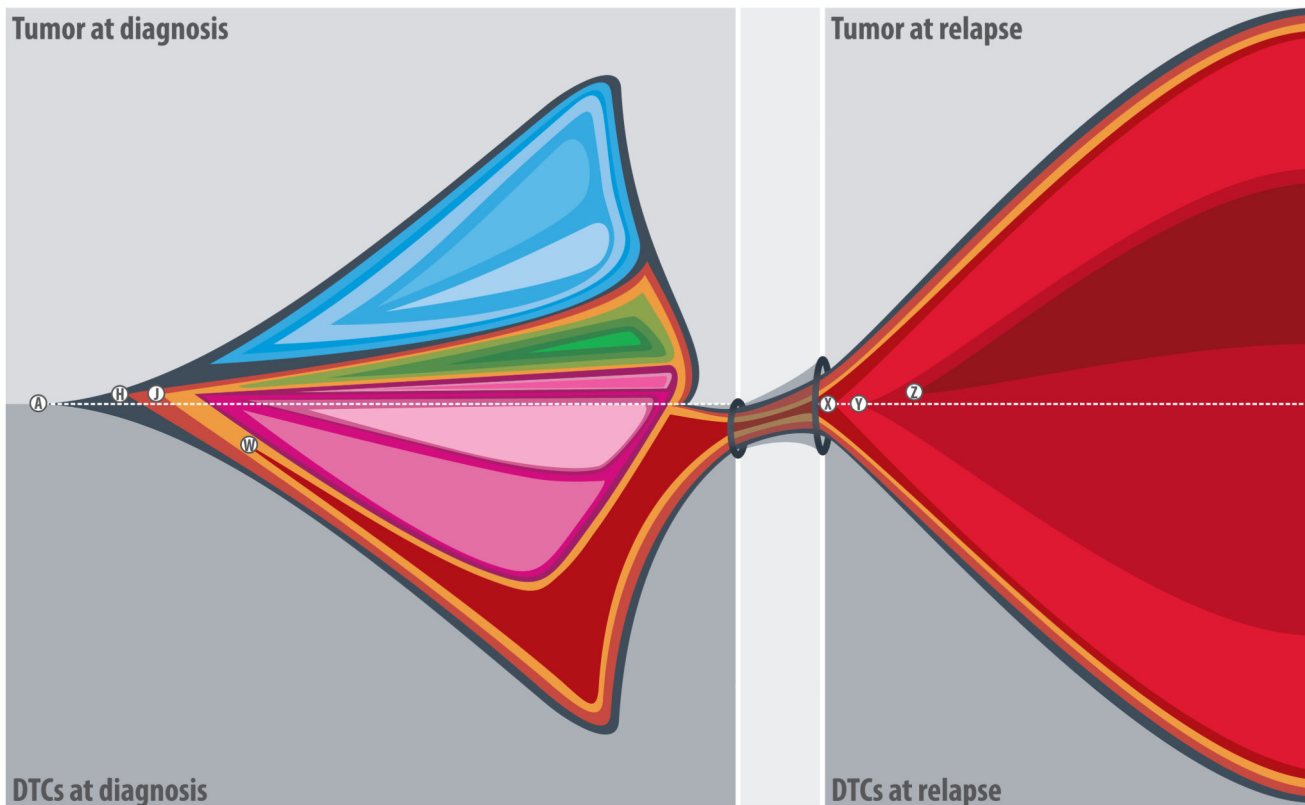 Tumor at diagnosis
Tumor at relapse
A
H
J
W
X
Y
Z
DTCs at diagnosis
DTCs at relapse